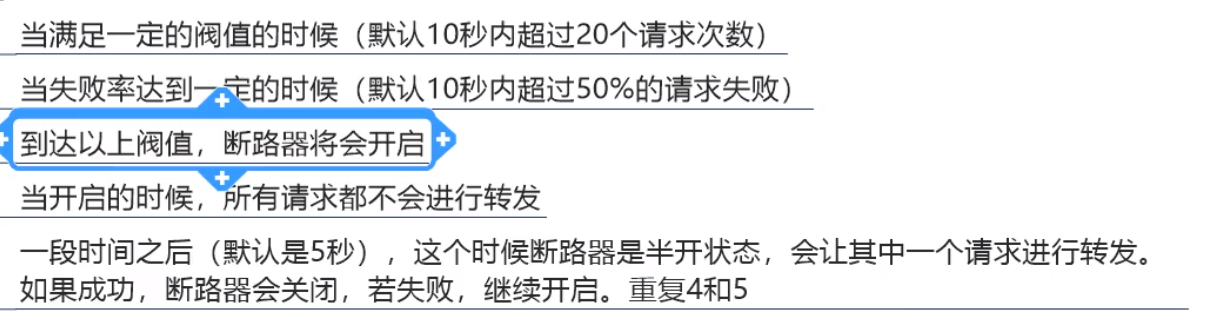 当满足一定的阀值的时候（默认10秒内超过20个请求次数）
当失败率达到一定的时候（默认10秒内超过50%的请求失败）
到达以上阀值，断路器将会开启
当开启的时候，所有请求都不会进行转发
一段时间之后（默认是5秒），这个时候断路器是半开状态，会让其中一个请求进行转发。
如果成功，断路器会关闭，若失败，继续开启。重复4和5